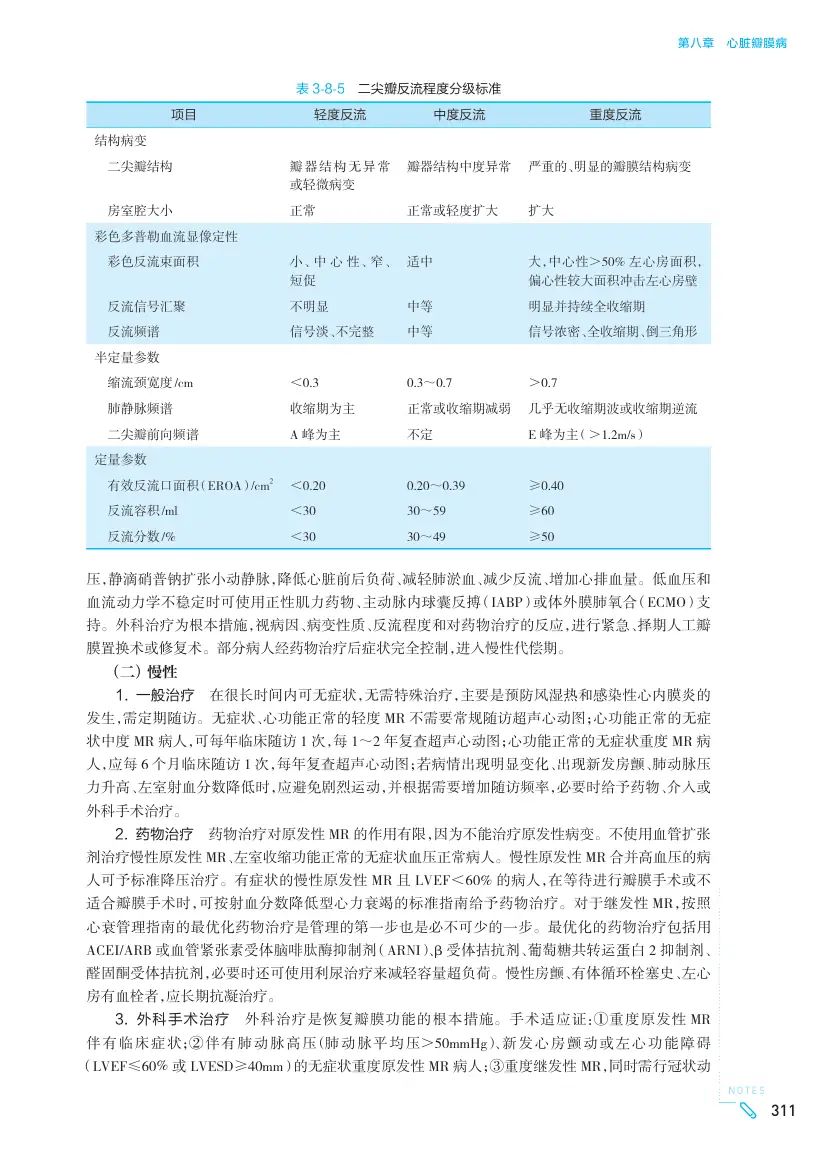 第八章 心脏瓣膜病
表 3-8-5 二尖瓣反流程度分级标准
项目 轻度反流 中度反流 重度反流
结构病变
二尖瓣结构 瓣器结构无异常 瓣器结构中度异常 严重的、明显的瓣膜结构病变
或轻微病变
房室腔大小 正常 正常或轻度扩大 扩大
彩色多普勒血流显像定性
彩色反流束面积 小、中心性、窄、 适中 大,中心性>50% 左心房面积,
短促 偏心性较大面积冲击左心房壁
反流信号汇聚 不明显 中等 明显并持续全收缩期
反流频谱 信号淡、不完整 中等 信号浓密、全收缩期、倒三角形
半定量参数
缩流颈宽度/cm <0.3 0.3～0.7 >0.7
肺静脉频谱 收缩期为主 正常或收缩期减弱 几乎无收缩期波或收缩期逆流
二尖瓣前向频谱 A 峰为主 不定 E 峰为主(>1.2m/s)
定量参数
有效反流口面积(EROA)/cm² <0.20 0.20～0.39 ≥0.40
反流容积/ml <30 30～59 ≥60
反流分数/% <30 30～49 ≥50
压,静滴硝普钠扩张小动静脉,降低心脏前后负荷、减轻肺淤血、减少反流、增加心排血量。低血压和
血流动力学不稳定时可使用正性肌力药物、主动脉内球囊反搏(IABP)或体外膜肺氧合(ECMO)支
持。外科治疗为根本措施,视病因、病变性质、反流程度和对药物治疗的反应,进行紧急、择期人工瓣
膜置换术或修复术。部分病人经药物治疗后症状完全控制,进入慢性代偿期。
(二)慢性
1. 一般治疗 在很长时间内可无症状,无需特殊治疗,主要是预防风湿热和感染性心内膜炎的
发生,需定期随访。无症状、心功能正常的轻度 MR 不需要常规随访超声心动图;心功能正常的无症
状中度 MR 病人,可每年临床随访 1 次,每 1～2 年复查超声心动图;心功能正常的无症状重度 MR 病
人,应每 6 个月临床随访 1 次,每年复查超声心动图;若病情出现明显变化、出现新发房颤、肺动脉压
力升高、左室射血分数降低时,应避免剧烈运动,并根据需要增加随访频率,必要时给予药物、介入或
外科手术治疗。
2. 药物治疗 药物治疗对原发性 MR 的作用有限,因为不能治疗原发性病变。不使用血管扩张
剂治疗慢性原发性 MR、左室收缩功能正常的无症状血压正常病人。慢性原发性 MR 合并高血压的病
人可予标准降压治疗。有症状的慢性原发性 MR 且 LVEF<60% 的病人,在等待进行瓣膜手术或不
适合瓣膜手术时,可按射血分数降低型心力衰竭的标准指南给予药物治疗。对于继发性 MR,按照
心衰管理指南的最优化药物治疗是管理的第一步也是必不可少的一步。最优化的药物治疗包括用
ACEI/ARB 或血管紧张素受体脑啡肽酶抑制剂(ARNI)、β 受体拮抗剂、葡萄糖共转运蛋白 2 抑制剂、
醛固酮受体拮抗剂,必要时还可使用利尿治疗来减轻容量超负荷。慢性房颤、有体循环栓塞史、左心
房有血栓者,应长期抗凝治疗。
3. 外科手术治疗 外科治疗是恢复瓣膜功能的根本措施。手术适应证:①重度原发性 MR
伴有临床症状;②伴有肺动脉高压(肺动脉平均压>50mmHg)、新发心房颤动或左心功能障碍
(LVEF≤60% 或 LVESD≥40mm)的无症状重度原发性 MR 病人;③重度继发性 MR,同时需行冠状动
NOTES
311